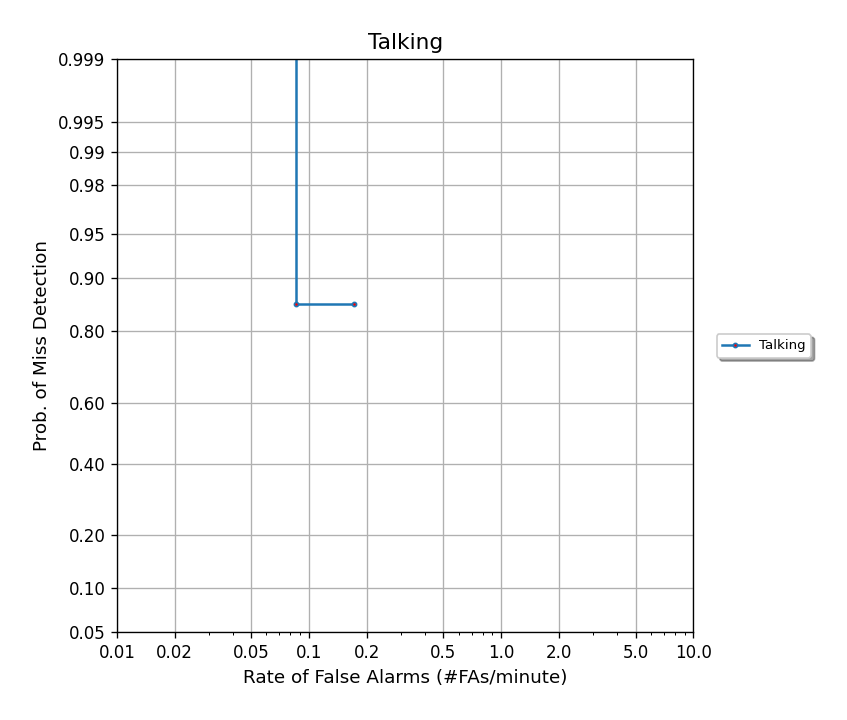 Talking
0.999
0.995
0.99
0.98
0.95
0.90
0.80
0.60
0.40
0.20
0.10
0.05
Prob. of Miss Detection
0.01 0.02 0.05 0.1 0.2 0.5 1.0 2.0 5.0 10.0
Rate of False Alarms (#FAs/minute)
Talking